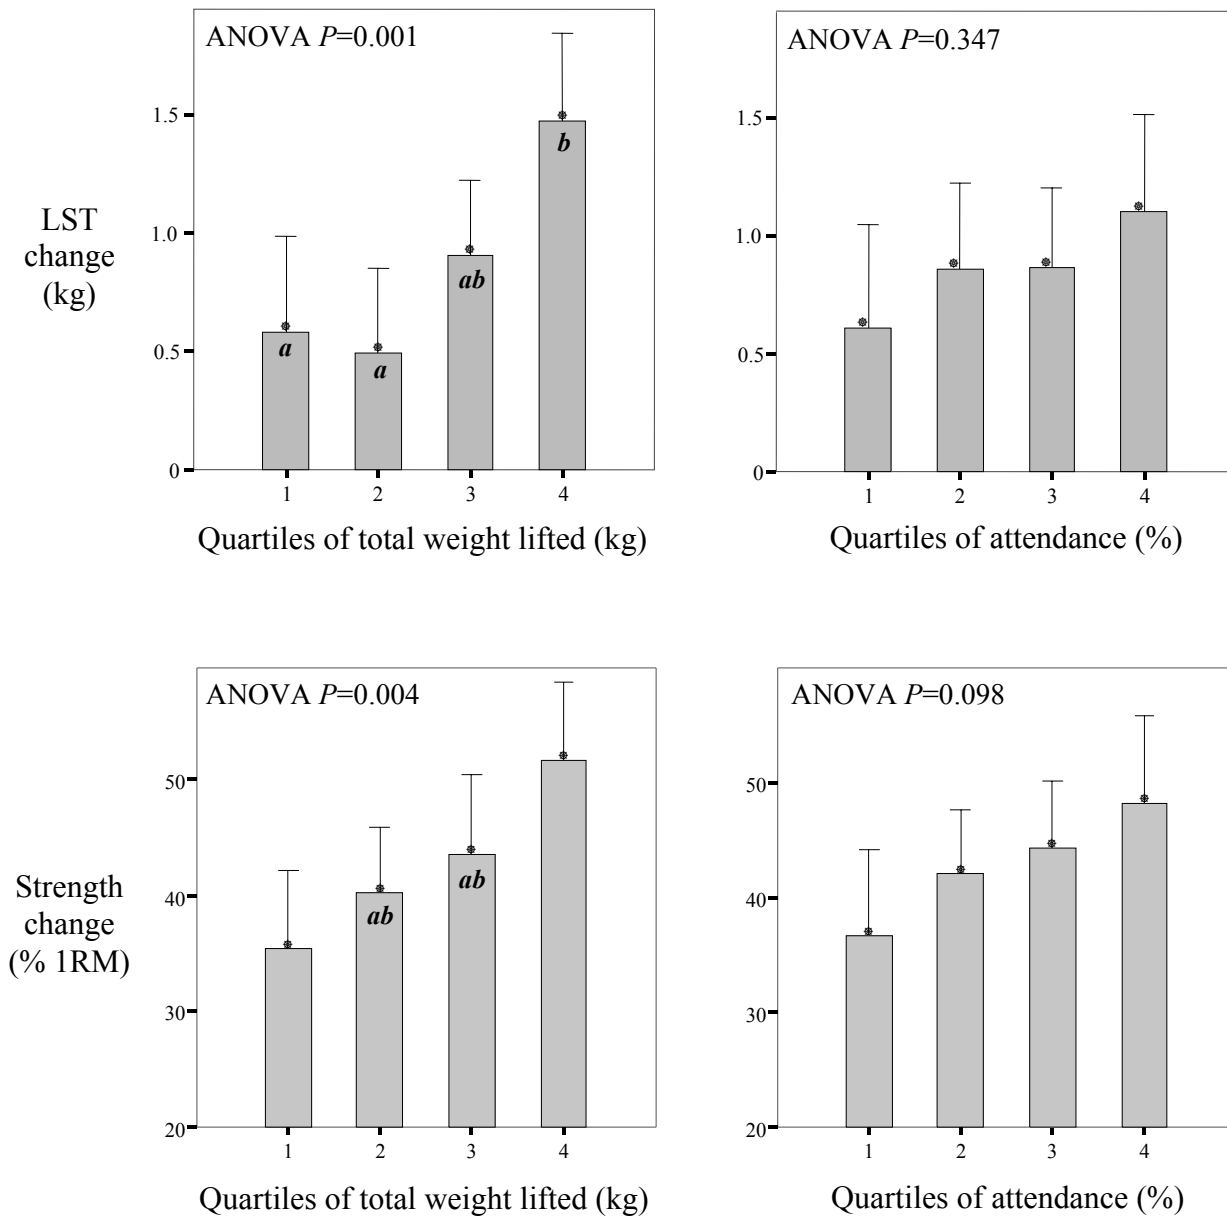 ANOVA P=0.001
1.5
1.0
0.5
0
LST
change
(kg)
a
a
ab
b
1 2 3 4
Quartiles of total weight lifted (kg)
ANOVA P=0.347
1.5
1.0
0.5
0
1 2 3 4
Quartiles of attendance (%)
ANOVA P=0.004
50
40
30
20
Strength
change
(% 1RM)
ab
ab
1 2 3 4
Quartiles of total weight lifted (kg)
ANOVA P=0.098
50
40
30
20
1 2 3 4
Quartiles of attendance (%)